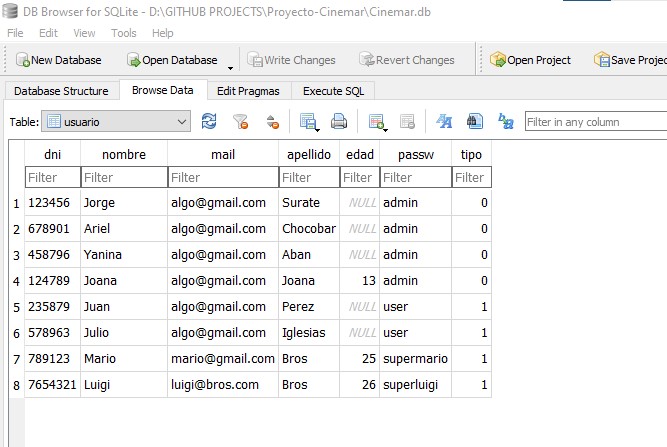 DB Browser for SQLite - D:\GITHUB PROJECTS\Proyecto-Cinemar\Cinemar.db
File Edit View Tools Help
New Database Open Database Write Changes Revert Changes Open Project Save Projec
Database Structure Browse Data Edit Pragmas Execute SQL
Table: usuario Filter in any column
dni nombre mail apellido edad passw tipo
Filter Filter Filter Filter Filter Filter Filter
1 123456 Jorge algo@gmail.com Surate NULL admin 0
2 678901 Ariel algo@gmail.com Chocobar NULL admin 0
3 458796 Yanina algo@gmail.com Aban NULL admin 0
4 124789 Joana algo@gmail.com Joana 13 admin 0
5 235879 Juan algo@gmail.com Perez NULL user 1
6 578963 Julio algo@gmail.com Iglesias NULL user 1
7 789123 Mario mario@gmail.com Bros 25 supermario 1
8 7654321 Luigi luigi@bros.com Bros 26 superluigi 1